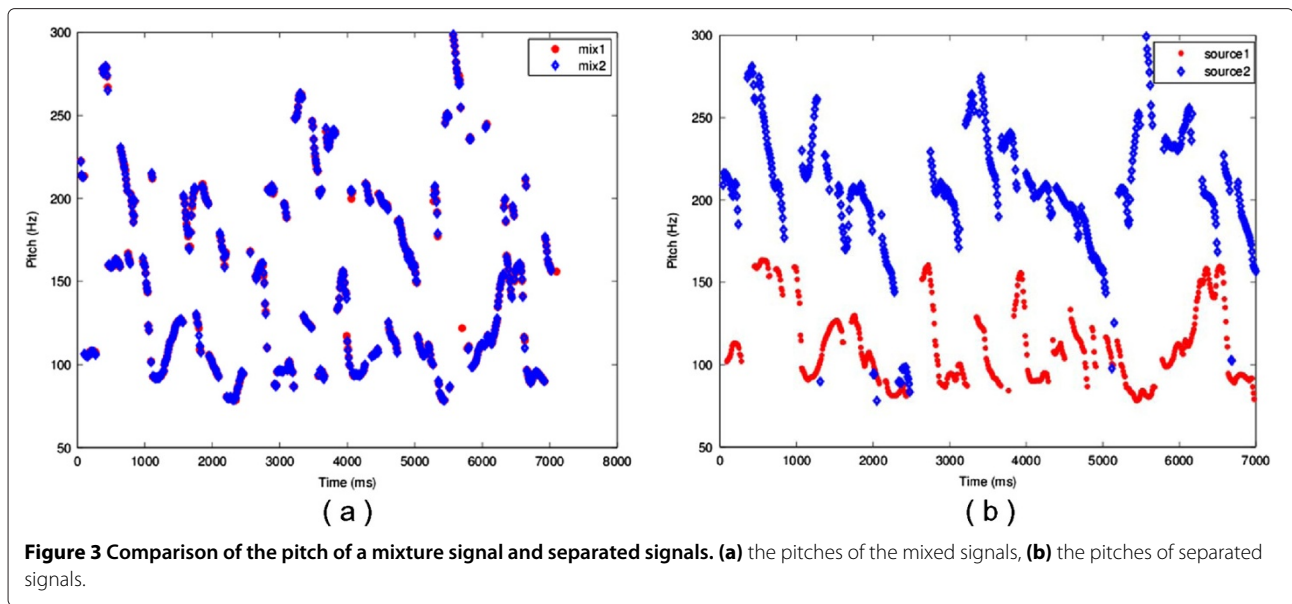 300
250
200
150
100
50
Pitch (Hz)
mix1
mix2
0 1000 2000 3000 4000 5000 6000 7000 8000
Time (ms)
( a )
300
250
200
150
100
50
Pitch (Hz)
source1
source2
0 1000 2000 3000 4000 5000 6000 7000
Time (ms)
( b )
Figure 3 Comparison of the pitch of a mixture signal and separated signals. (a) the pitches of the mixed signals, (b) the pitches of separated
signals.